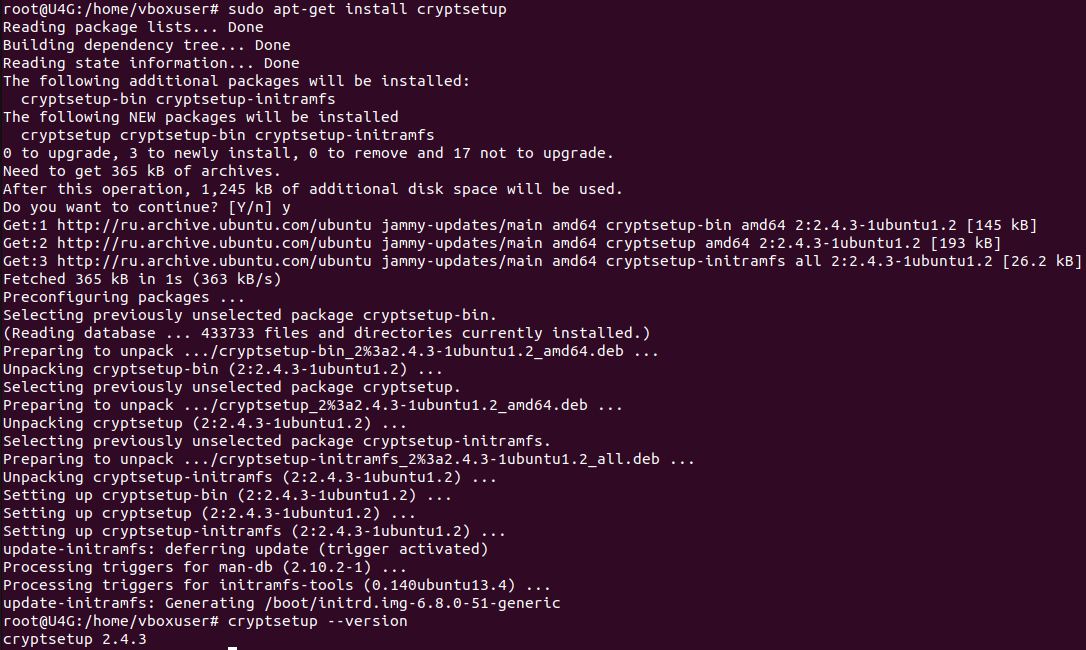 root@U4G:/home/vboxuser# sudo apt-get install cryptsetup
Reading package lists... Done
Building dependency tree... Done
Reading state information... Done
The following additional packages will be installed:
  cryptsetup-bin cryptsetup-initramfs
The following NEW packages will be installed
  cryptsetup cryptsetup-bin cryptsetup-initramfs
0 to upgrade, 3 to newly install, 0 to remove and 17 not to upgrade.
Need to get 365 kB of archives.
After this operation, 1,245 kB of additional disk space will be used.
Do you want to continue? [Y/n] y
Get:1 http://ru.archive.ubuntu.com/ubuntu jammy-updates/main amd64 cryptsetup-bin amd64 2:2.4.3-1ubuntu1.2 [145 kB]
Get:2 http://ru.archive.ubuntu.com/ubuntu jammy-updates/main amd64 cryptsetup amd64 2:2.4.3-1ubuntu1.2 [193 kB]
Get:3 http://ru.archive.ubuntu.com/ubuntu jammy-updates/main amd64 cryptsetup-initramfs all 2:2.4.3-1ubuntu1.2 [26.2 kB]
Fetched 365 kB in 1s (363 kB/s)
Preconfiguring packages ...
Selecting previously unselected package cryptsetup-bin.
(Reading database ... 433733 files and directories currently installed.)
Preparing to unpack .../cryptsetup-bin_2%3a2.4.3-1ubuntu1.2_amd64.deb ...
Unpacking cryptsetup-bin (2:2.4.3-1ubuntu1.2) ...
Selecting previously unselected package cryptsetup.
Preparing to unpack .../cryptsetup_2%3a2.4.3-1ubuntu1.2_amd64.deb ...
Unpacking cryptsetup (2:2.4.3-1ubuntu1.2) ...
Selecting previously unselected package cryptsetup-initramfs.
Preparing to unpack .../cryptsetup-initramfs_2%3a2.4.3-1ubuntu1.2_all.deb ...
Unpacking cryptsetup-initramfs (2:2.4.3-1ubuntu1.2) ...
Setting up cryptsetup-bin (2:2.4.3-1ubuntu1.2) ...
Setting up cryptsetup (2:2.4.3-1ubuntu1.2) ...
Setting up cryptsetup-initramfs (2:2.4.3-1ubuntu1.2) ...
update-initramfs: deferring update (trigger activated)
Processing triggers for man-db (2.10.2-1) ...
Processing triggers for initramfs-tools (0.140ubuntu13.4) ...
update-initramfs: Generating /boot/initrd.img-6.8.0-51-generic
root@U4G:/home/vboxuser# cryptsetup --version
cryptsetup 2.4.3